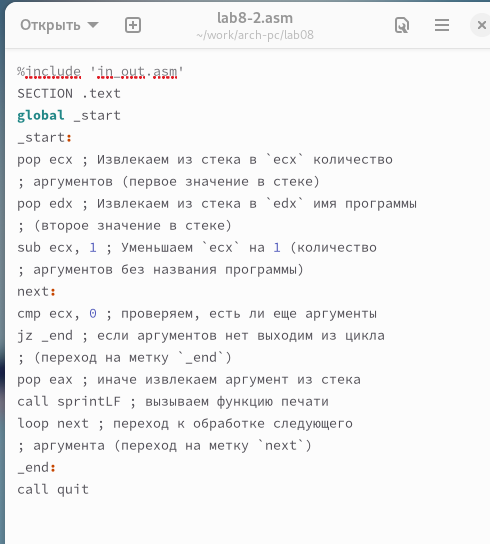 Открыть
lab8-2.asm
~/work/arch-pc/lab08
%include 'in_out.asm'
SECTION .text
global _start
_start:
pop ecx ; Извлекаем из стека в `ecx` количество
; аргументов (первое значение в стеке)
pop edx ; Извлекаем из стека в `edx` имя программы
; (второе значение в стеке)
sub ecx, 1 ; Уменьшаем `ecx` на 1 (количество
; аргументов без названия программы)
next:
cmp ecx, 0 ; проверяем, есть ли еще аргументы
jz _end ; если аргументов нет выходим из цикла
; (переход на метку `_end`)
pop eax ; иначе извлекаем аргумент из стека
call sprintLF ; вызываем функцию печати
loop next ; переход к обработке следующего
; аргумента (переход на метку `next`)
_end:
call quit